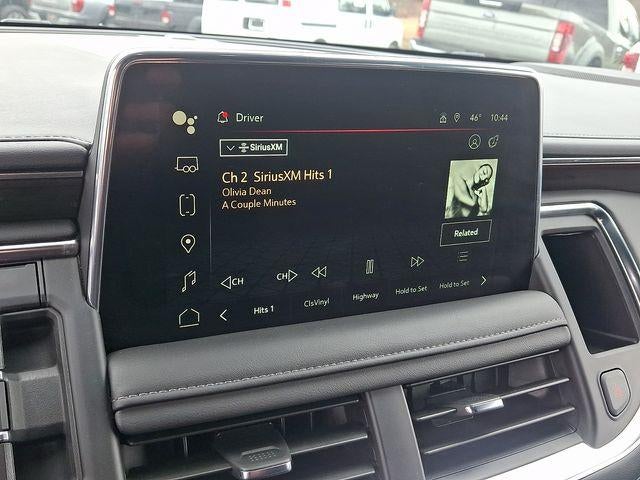 Driver
46° 10:44
SiriusXM
Ch 2 SiriusXM Hits 1
Olivia Dean
A Couple Minutes
Related
CH CH
Hits 1 ClsVinyl Highway Hold to Set Hold to Set